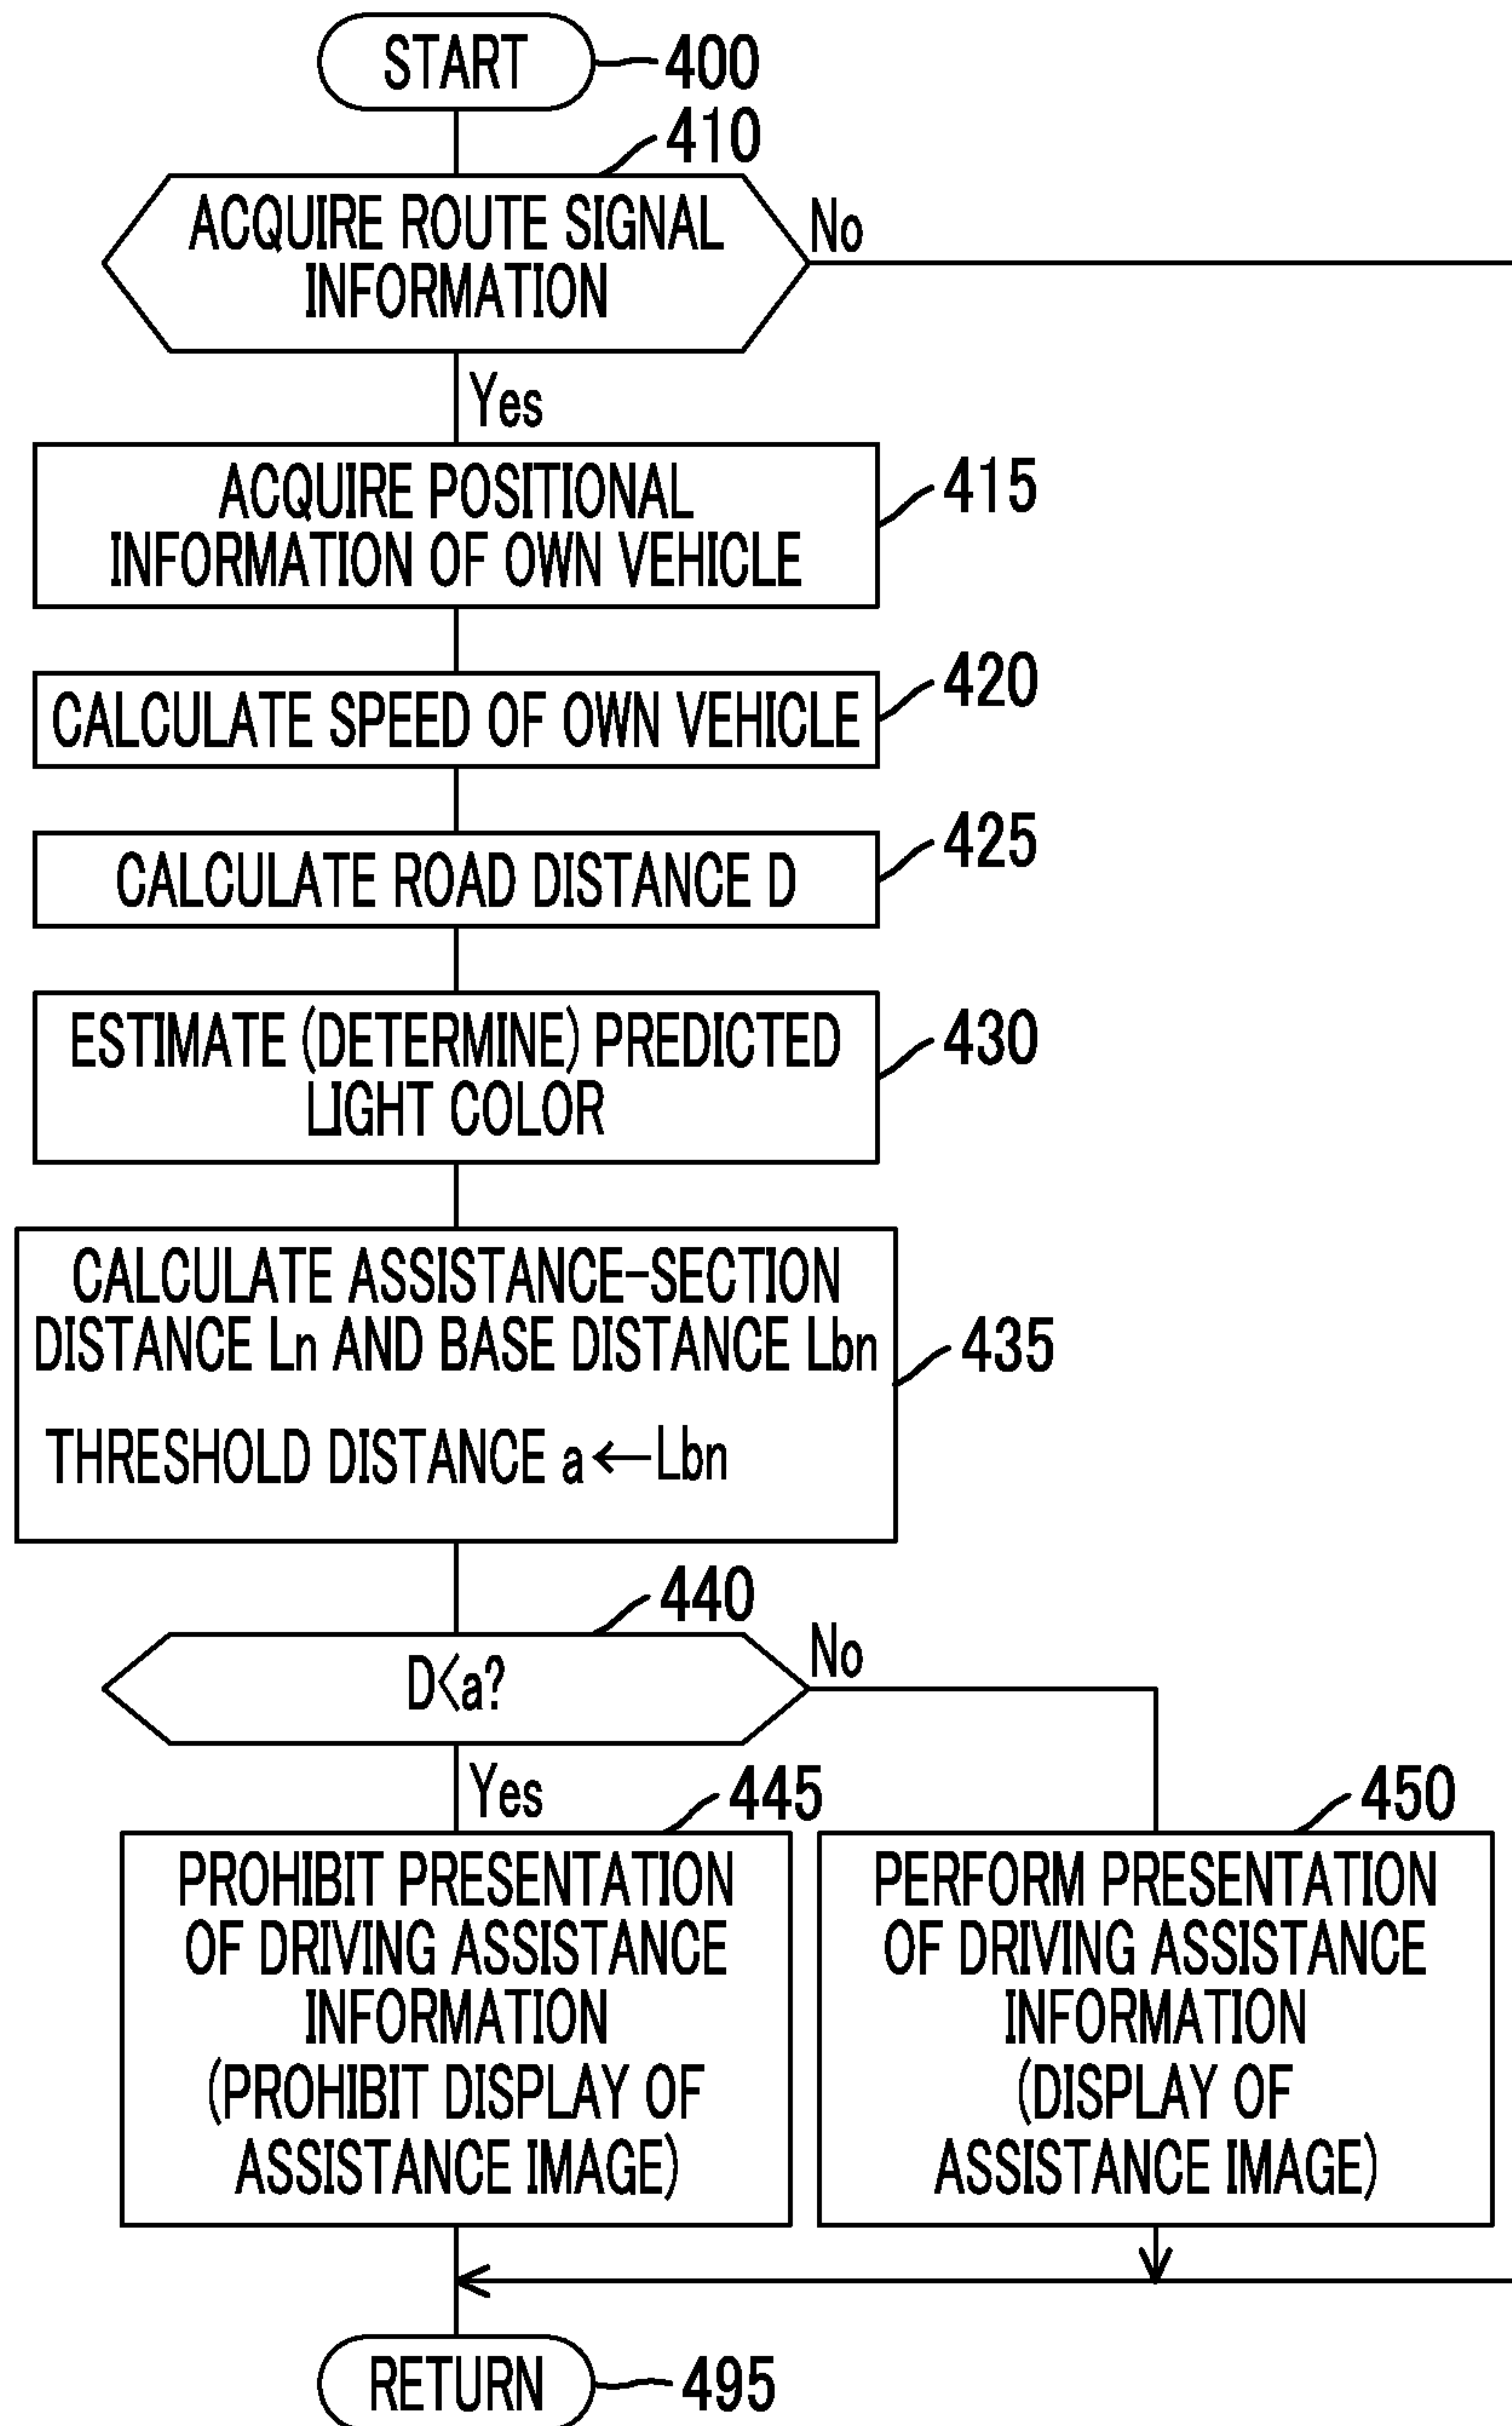 START
400
410
ACQUIRE ROUTE SIGNAL
INFORMATION
No
Yes
ACQUIRE POSITIONAL
INFORMATION OF OWN VEHICLE
415
CALCULATE SPEED OF OWN VEHICLE
420
CALCULATE ROAD DISTANCE D
425
ESTIMATE (DETERMINE) PREDICTED
LIGHT COLOR
430
CALCULATE ASSISTANCE-SECTION
DISTANCE Ln AND BASE DISTANCE Lbn
THRESHOLD DISTANCE a←Lbn
435
440
D<a?
No
Yes
445
PROHIBIT PRESENTATION
OF DRIVING ASSISTANCE
INFORMATION
(PROHIBIT DISPLAY OF
ASSISTANCE IMAGE)
450
PERFORM PRESENTATION
OF DRIVING ASSISTANCE
INFORMATION
(DISPLAY OF
ASSISTANCE IMAGE)
RETURN
495